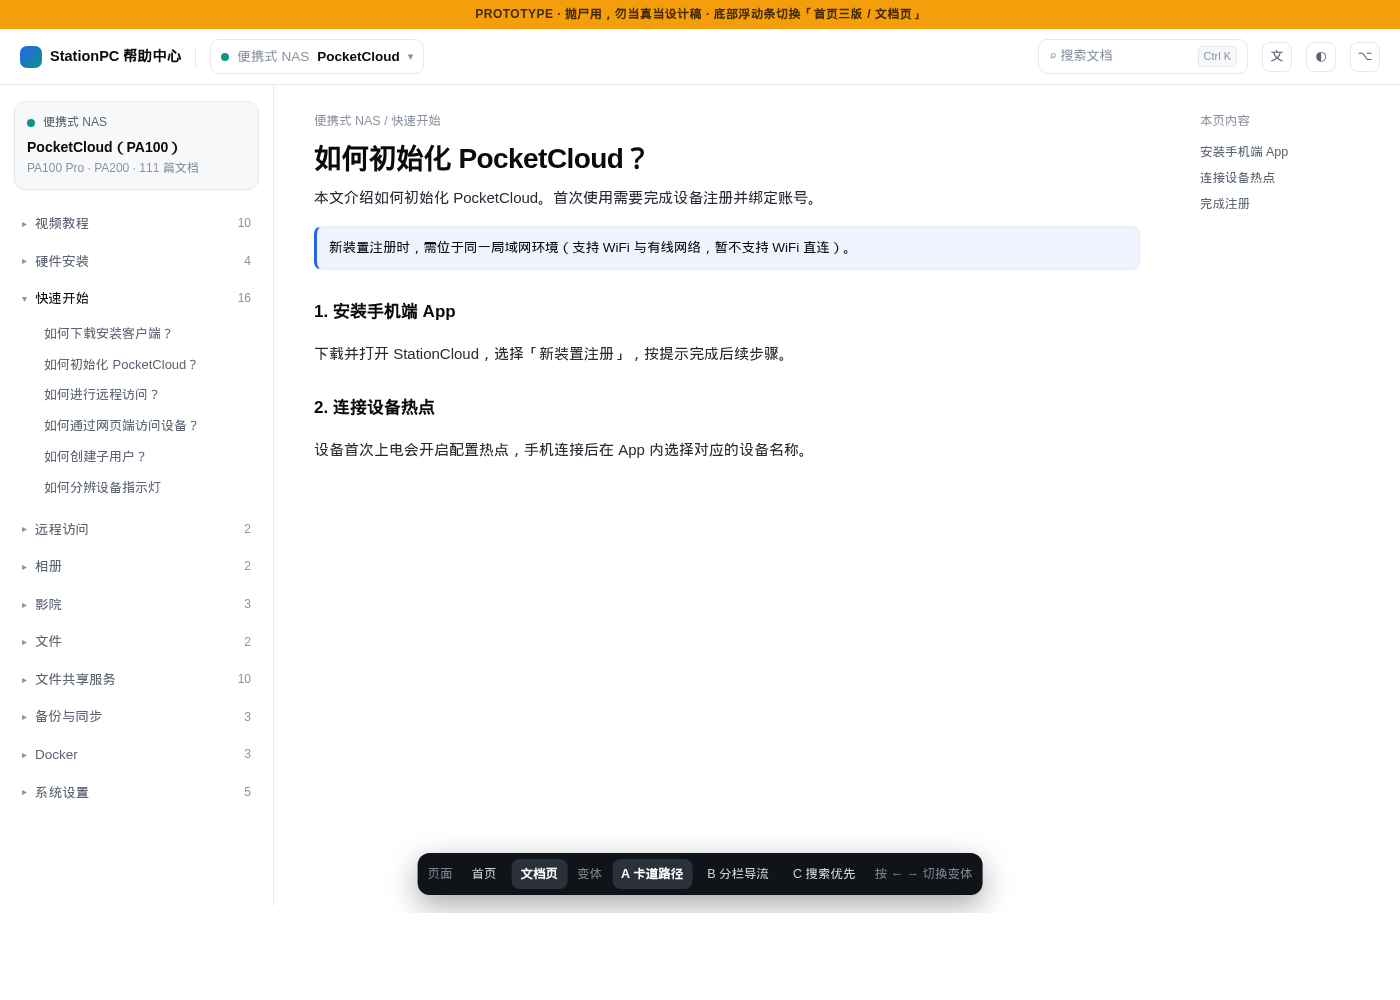 PROTOTYPE · 抛尸用，勿当真当设计稿 · 底部浮动条切换「首页三版 / 文档页」
StationPC 帮助中心
便携式 NAS PocketCloud ▾
搜索文档 Ctrl K
文
便携式 NAS
PocketCloud（PA100）
PA100 Pro · PA200 · 111 篇文档
▸ 视频教程 10
▸ 硬件安装 4
▾ 快速开始 16
如何下载安装客户端？
如何初始化 PocketCloud？
如何进行远程访问？
如何通过网页端访问设备？
如何创建子用户？
如何分辨设备指示灯
▸ 远程访问 2
▸ 相册 2
▸ 影院 3
▸ 文件 2
▸ 文件共享服务 10
▸ 备份与同步 3
▸ Docker 3
▸ 系统设置 5
便携式 NAS / 快速开始
如何初始化 PocketCloud？
本文介绍如何初始化 PocketCloud。首次使用需要完成设备注册并绑定账号。
新装置注册时，需位于同一局域网环境（支持 WiFi 与有线网络，暂不支持 WiFi 直连）。
1. 安装手机端 App
下载并打开 StationCloud，选择「新装置注册」，按提示完成后续步骤。
2. 连接设备热点
设备首次上电会开启配置热点，手机连接后在 App 内选择对应的设备名称。
本页内容
安装手机端 App
连接设备热点
完成注册
页面 首页 文档页 变体 A 卡道路径 B 分栏导流 C 搜索优先 按 ← → 切换变体